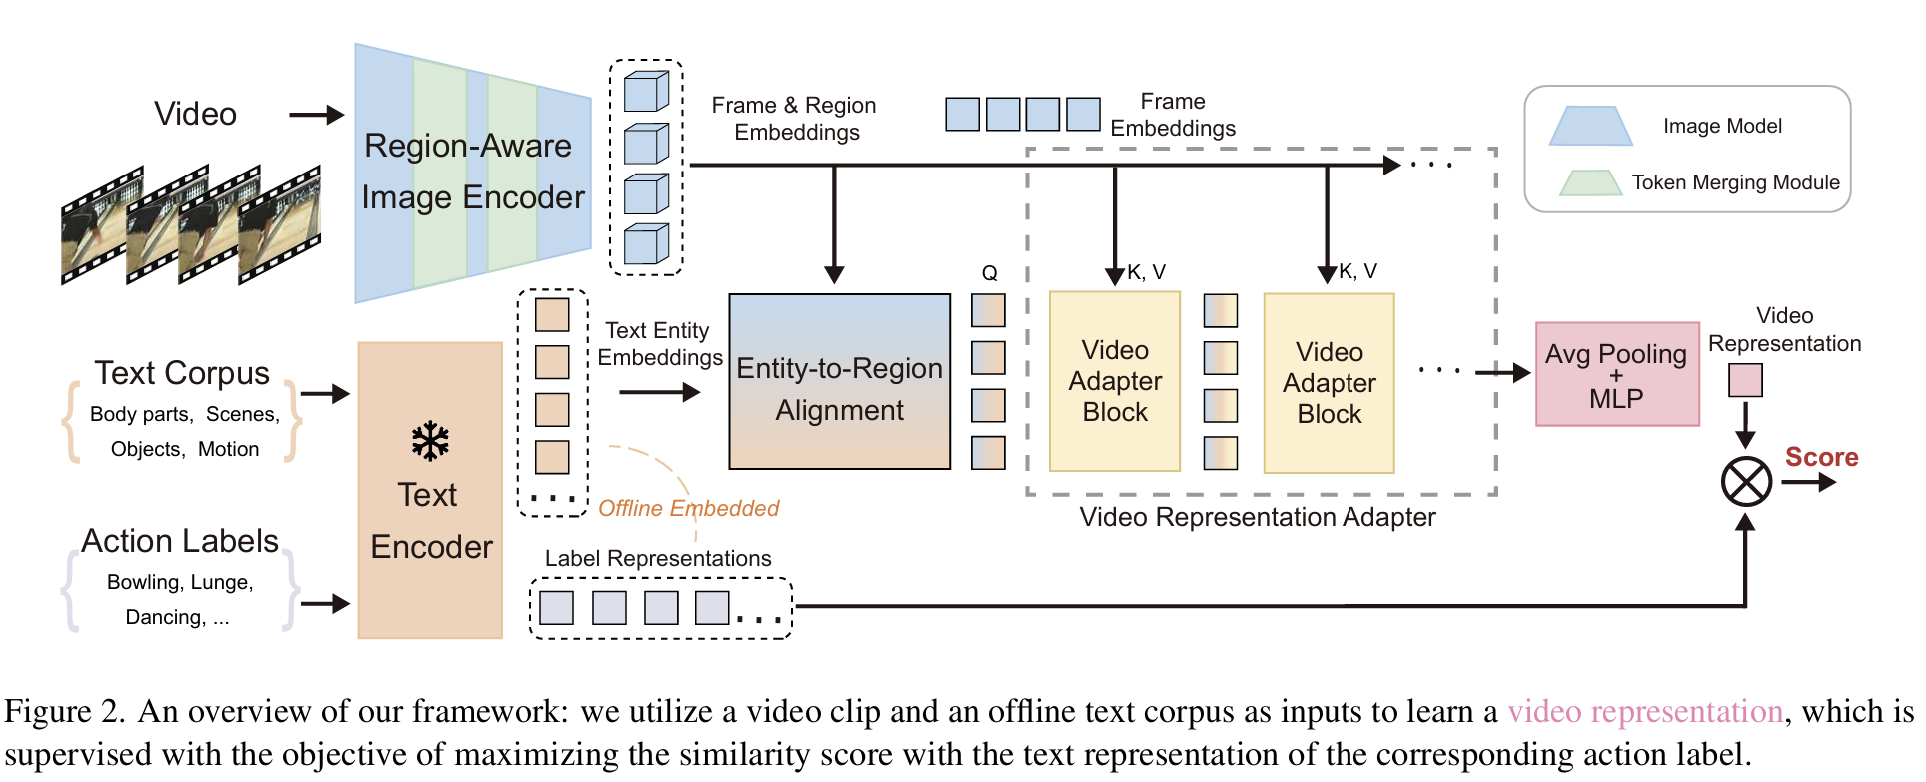 Video
Region-Aware
Image Encoder
Frame & Region
Embeddings
Frame
Embeddings
. . .
Image Model
Token Merging Module
Text Corpus
Body parts, Scenes,
Objects, Motion
Action Labels
Bowling, Lunge,
Dancing, ...
Text
Encoder
. . .
Text Entity
Embeddings
Offline Embedded
Label Representations
. . .
Entity-to-Region
Alignment
Q
K, V
Video
Adapter
Block
K, V
Video
Adapter
Block
. . .
Video Representation Adapter
Avg Pooling
+
MLP
Video
Representation
Score
Figure 2. An overview of our framework: we utilize a video clip and an offline text corpus as inputs to learn a video representation, which is
supervised with the objective of maximizing the similarity score with the text representation of the corresponding action label.